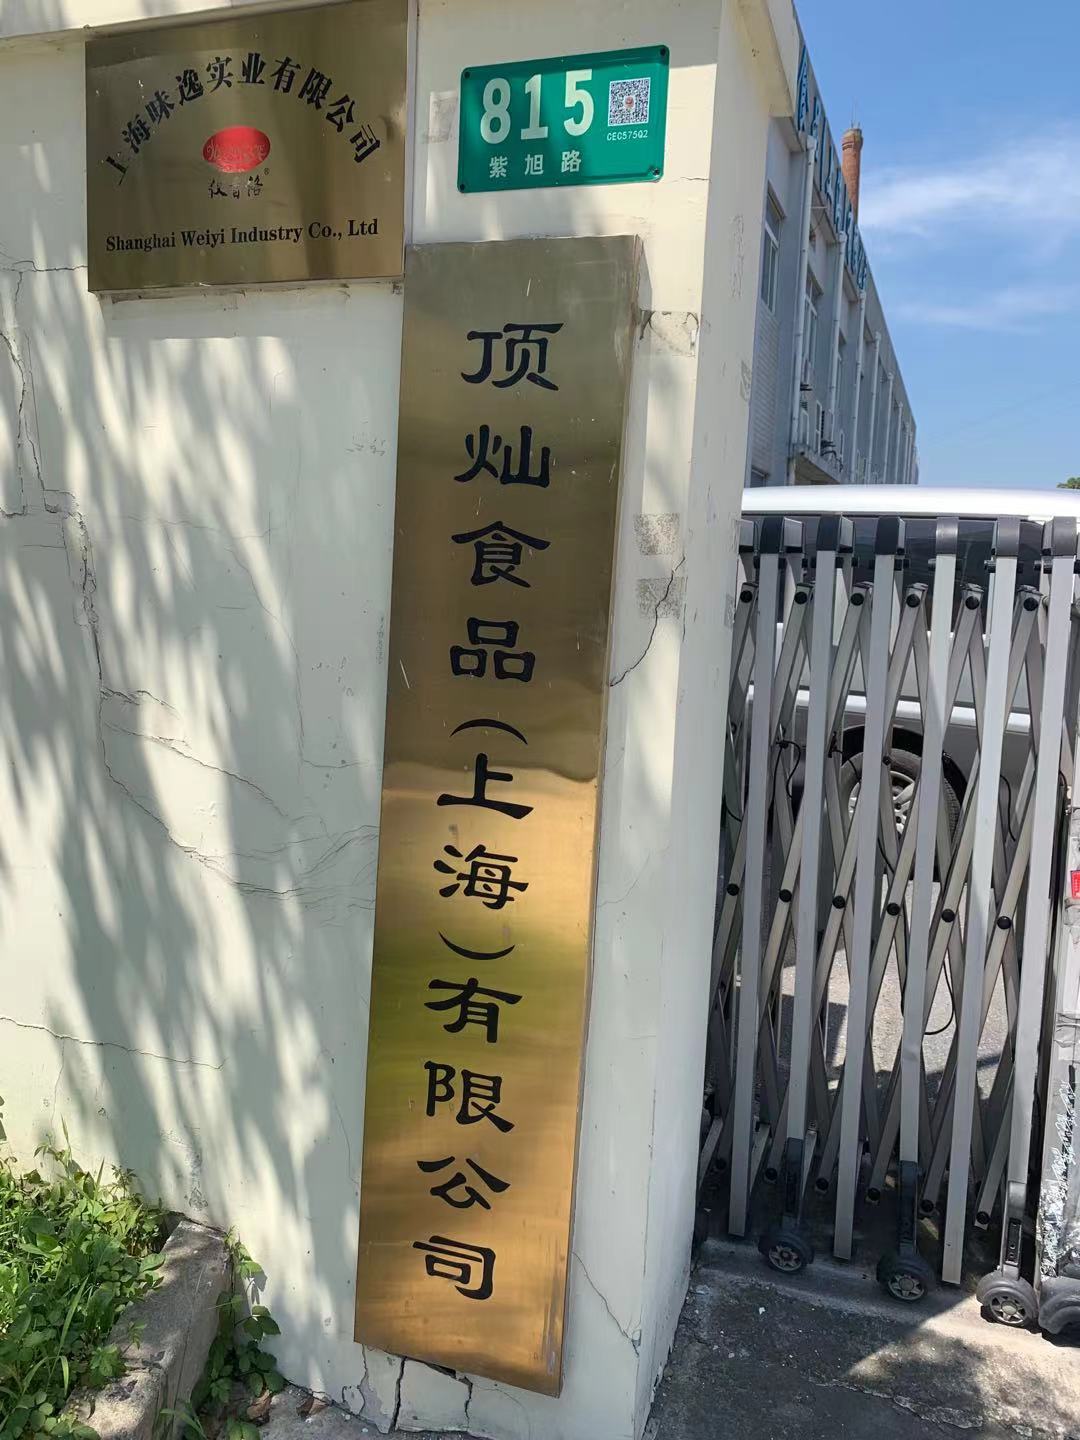 上海味逸实业有限公司
Shanghai Weiyi Industry Co., Ltd
815
CEC575Q2
紫旭路
顶灿食品（上海）有限公司